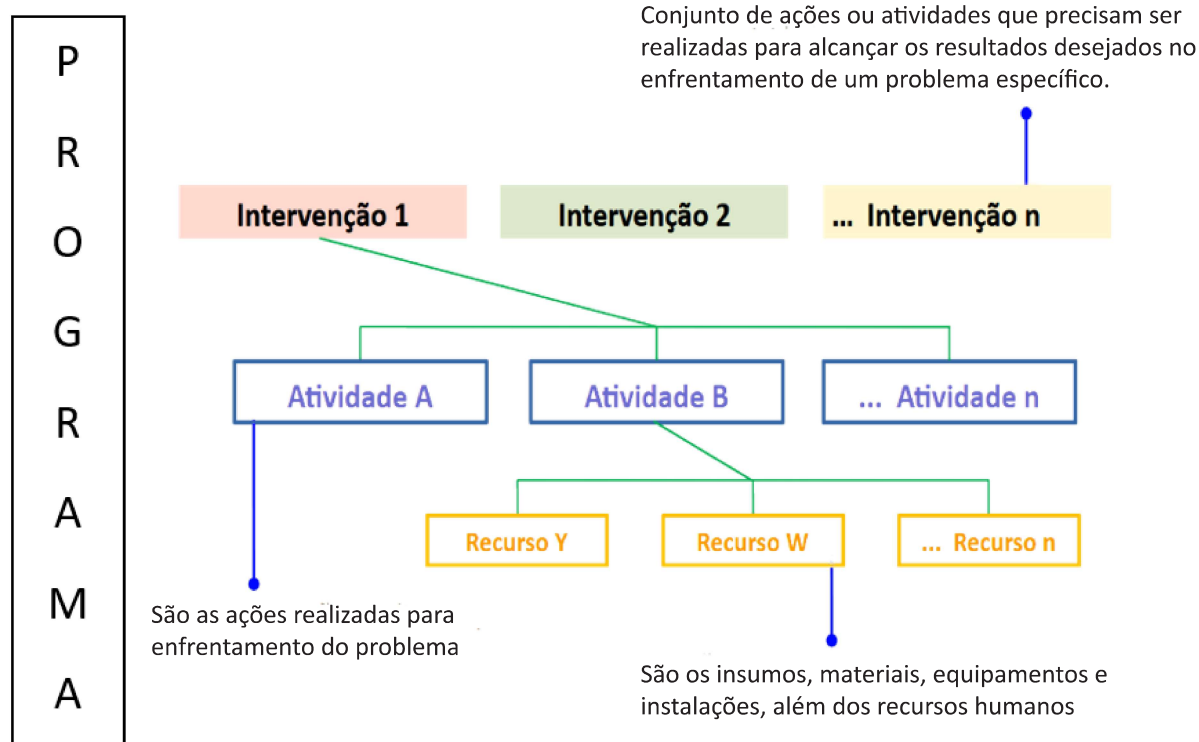 P
R
O
G
R
A
M
A
Conjunto de ações ou atividades que precisam ser
realizadas para alcançar os resultados desejados no
enfrentamento de um problema específico.
Intervenção 1
Intervenção 2
... Intervenção n
Atividade A
Atividade B
... Atividade n
Recurso Y
Recurso W
... Recurso n
São as ações realizadas para
enfrentamento do problema
São os insumos, materiais, equipamentos e
instalações, além dos recursos humanos